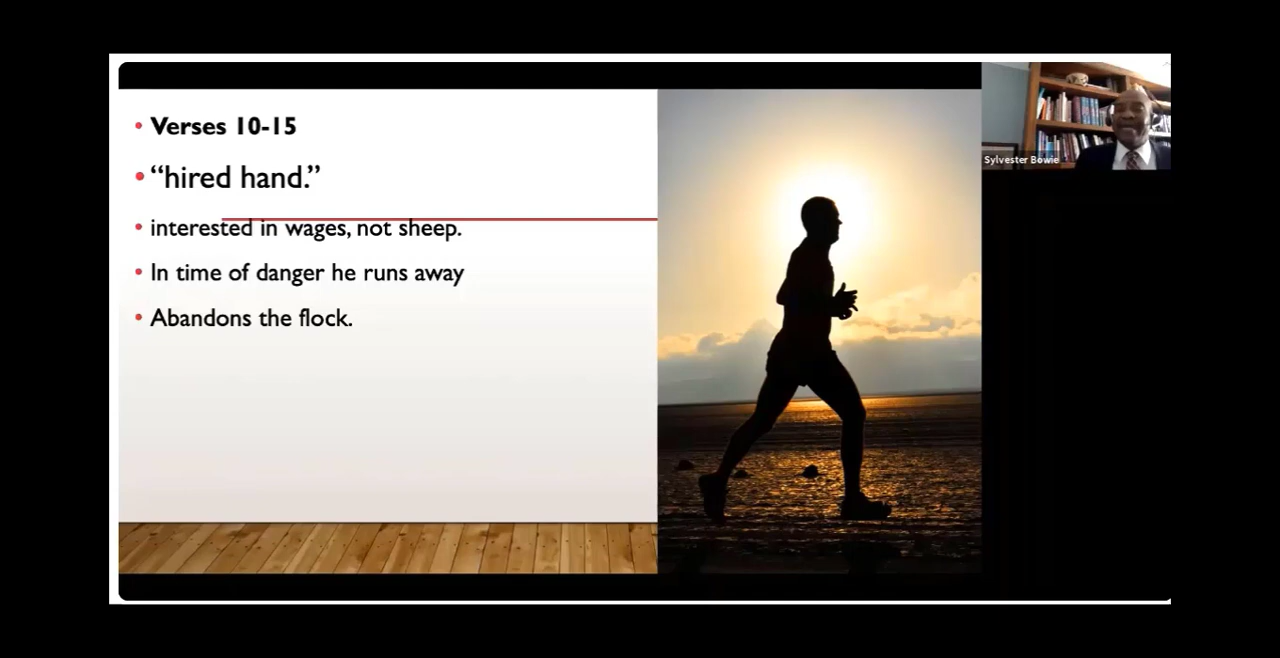 Verses 10-15
“hired hand.”
interested in wages, not sheep.
In time of danger he runs away
Abandons the flock.
Sylvester Bowie